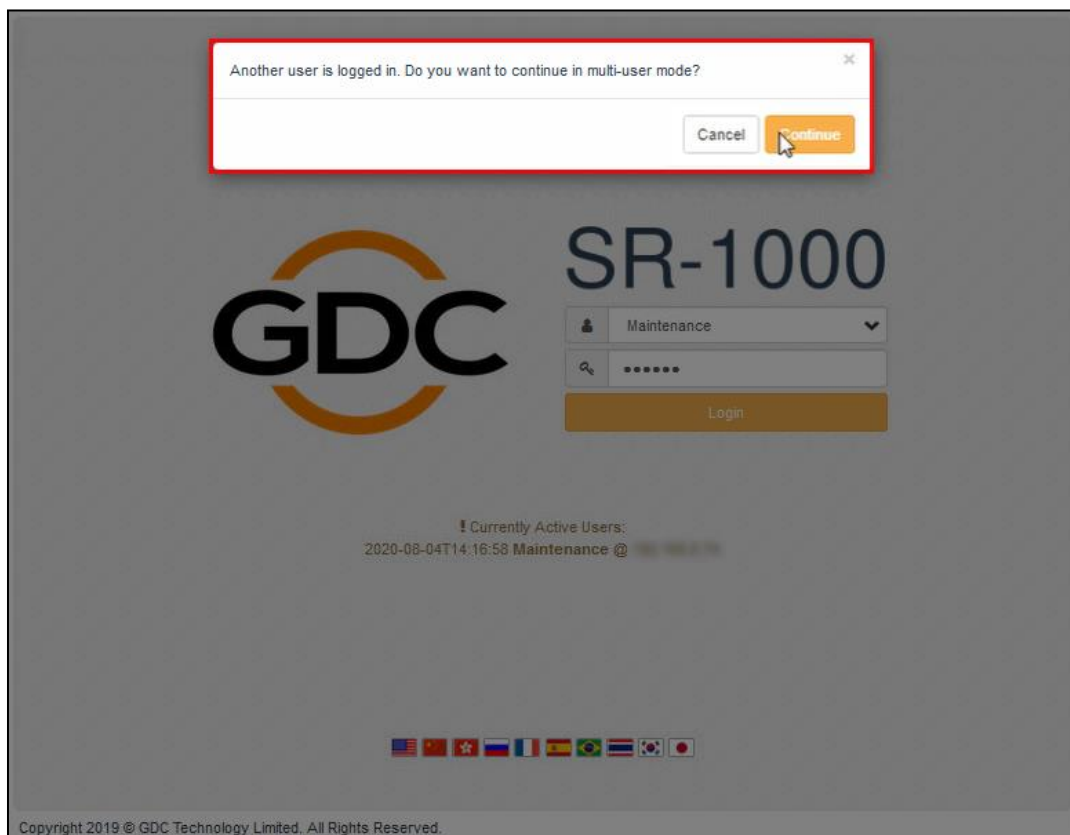 Another user is logged in. Do you want to continue in multi-user mode?
×
Cancel Continue
SR-1000
GDC
Maintenance
••••••
Login
! Currently Active Users:
2020-08-04T14:16:58 Maintenance @
Copyright 2019 © GDC Technology Limited. All Rights Reserved.